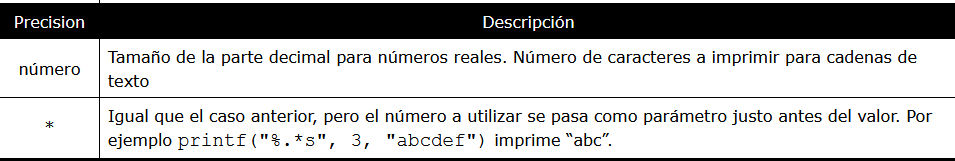 Precision Descripción
número Tamaño de la parte decimal para números reales. Número de caracteres a imprimir para cadenas de
texto
* Igual que el caso anterior, pero el número a utilizar se pasa como parámetro justo antes del valor. Por
ejemplo printf("%.*s", 3, "abcdef") imprime “abc”.